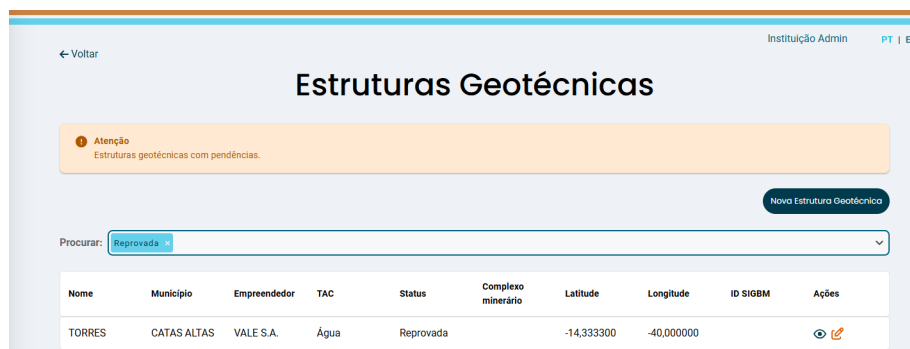 Instituição Admin PT | E
← Voltar
Estruturas Geotécnicas
Atenção
Estruturas geotécnicas com pendências.
Nova Estrutura Geotécnica
Procurar: Reprovada ×
Nome Município Empreendedor TAC Status Complexo minerário Latitude Longitude ID SIGBM Ações
TORRES CATAS ALTAS VALE S.A. Água Reprovada -14,333300 -40,000000